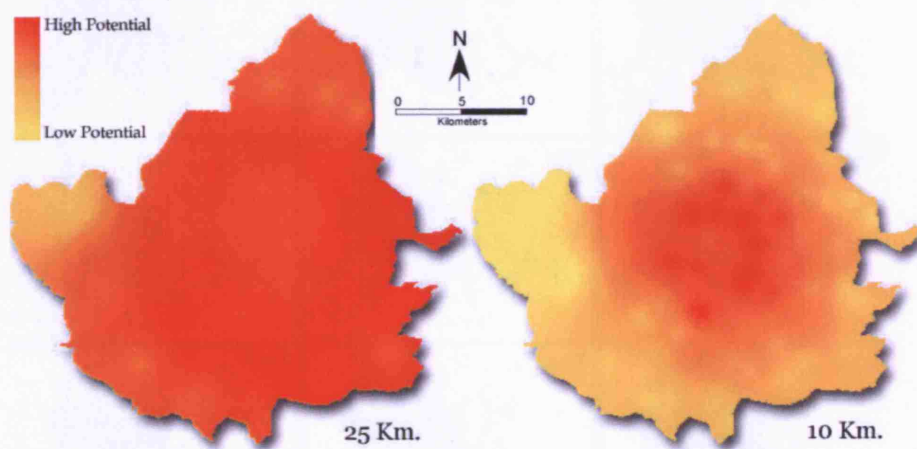 High Potential
Low Potential
N
0 5 10
Kilometers
25 Km.
10 Km.